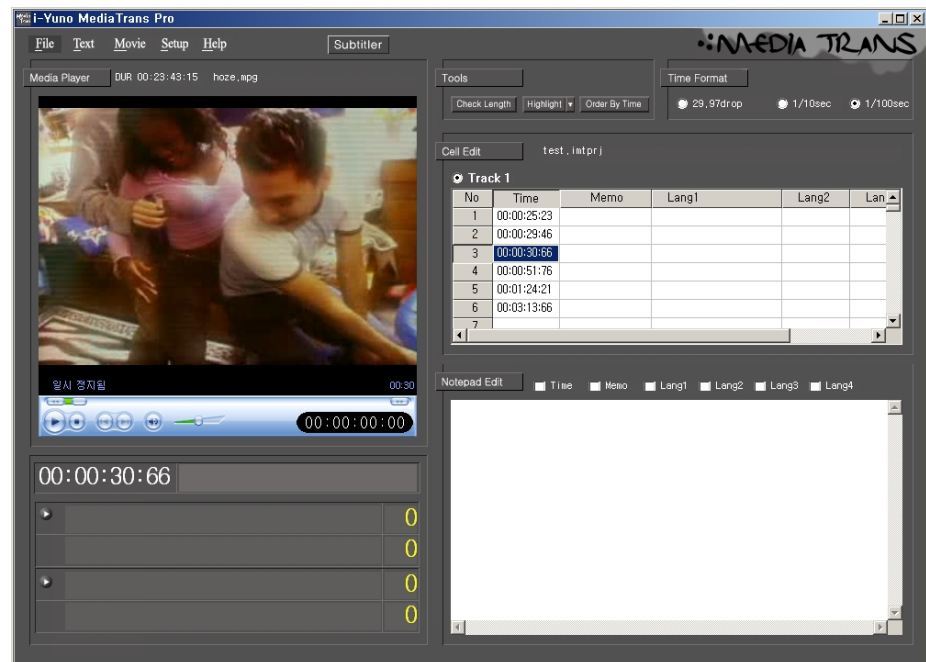 i-Yuno MediaTrans Pro
File Text Movie Setup Help Subtitler
MEDIA TRANS
Media Player DUR 00:23:43:15 hoze.mpg
Tools
Time Format
Check Length Highlight Order By Time
29.97drop 1/10sec 1/100sec
Cell Edit test.imtprj
Track 1
No Time Memo Lang1 Lang2 Lan
1 00:00:25:23
2 00:00:29:46
3 00:00:30:66
4 00:00:51:76
5 00:01:24:21
6 00:03:13:66
7
일시 정지됨 00:30
00:00:00:00
Notepad Edit Time Memo Lang1 Lang2 Lang3 Lang4
00:00:30:66
0
0
0
0